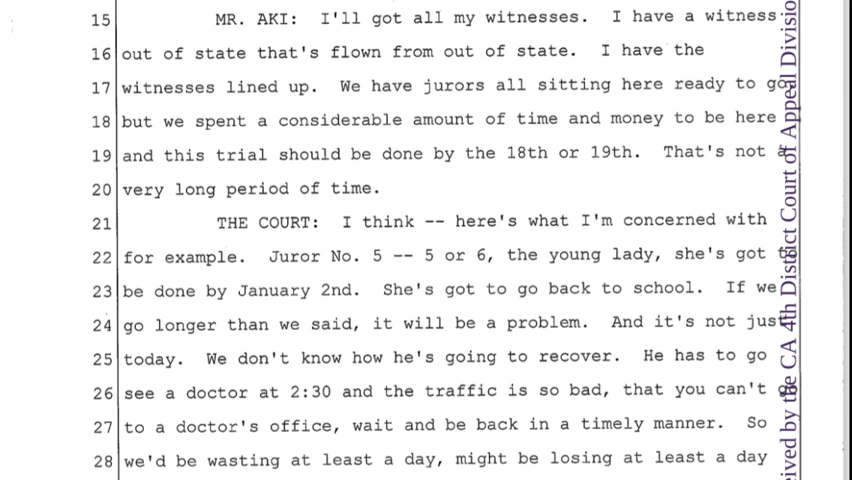 15 MR. AKI: I'll got all my witnesses. I have a witness
16 out of state that's flown from out of state. I have the
17 witnesses lined up. We have jurors all sitting here ready to go
18 but we spent a considerable amount of time and money to be here
19 and this trial should be done by the 18th or 19th. That's not a
20 very long period of time.
21 THE COURT: I think -- here's what I'm concerned with
22 for example. Juror No. 5 -- 5 or 6, the young lady, she's got to
23 be done by January 2nd. She's got to go back to school. If we
24 go longer than we said, it will be a problem. And it's not just
25 today. We don't know how he's going to recover. He has to go
26 see a doctor at 2:30 and the traffic is so bad, that you can't
27 to a doctor's office, wait and be back in a timely manner. So
28 we'd be wasting at least a day, might be losing at least a day
ived by the CA 4th District Court of Appeal Divisio